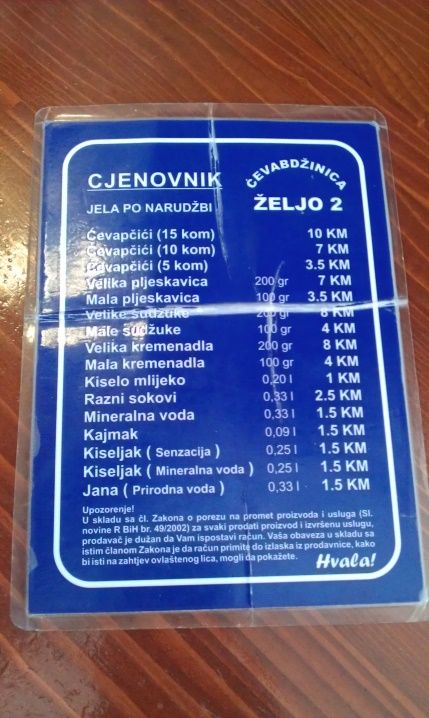 CJENOVNIK
ĆEVABDŽINICA
ŽELJO 2
JELA PO NARUDŽBI
Ćevapčići (15 kom) 10 KM
Ćevapčići (10 kom) 7 KM
Ćevapčići (5 kom) 3.5 KM
Velika pljeskavica 200 gr 7 KM
Mala pljeskavica 100 gr 3.5 KM
Velike sudžuke 200 gr 8 KM
Male sudžuke 100 gr 4 KM
Velika kremenadla 200 gr 8 KM
Mala kremenadla 100 gr 4 KM
Kiselo mlijeko 0,20 l 1 KM
Razni sokovi 0,33 l 2.5 KM
Mineralna voda 0,33 l 1.5 KM
Kajmak 0,09 l 1.5 KM
Kiseljak ( Senzacija ) 0,25 l 1.5 KM
Kiseljak ( Mineralna voda ) 0,25 l 1.5 KM
Jana ( Prirodna voda ) 0,33 l 1.5 KM
Upozorenje!
U skladu sa čl. Zakona o porezu na promet proizvoda i usluga (Sl.
novine R BiH br. 49/2002) za svaki prodati proizvod i izvršenu uslugu,
prodavač je dužan da Vam ispostavi račun. Vaša obaveza u skladu sa
istim članom Zakona je da račun primite do izlaska iz prodavnice, kako
bi isti na zahtjev ovlaštenog lica, mogli da pokažete.
Hvala!